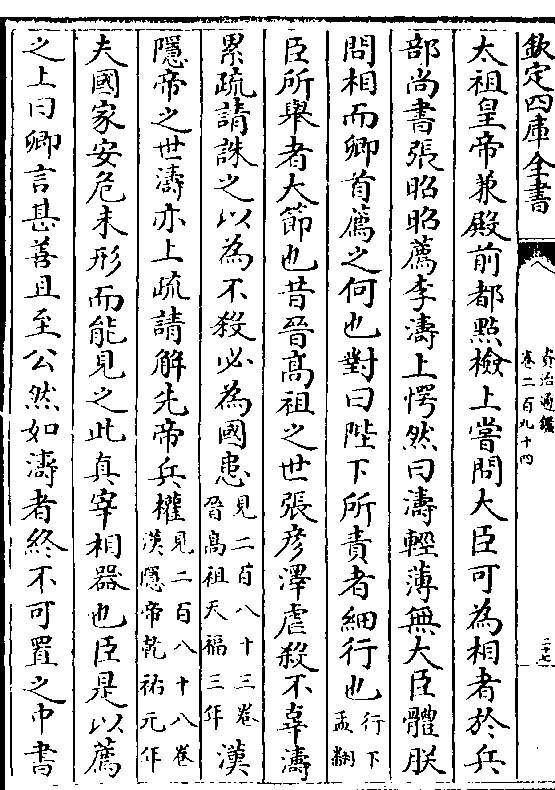 欽定四庫全書
資治通鑑
卷二百九十四
二十七
太祖皇帝兼殿前都㸃檢上嘗問大臣可為相者於兵
部尚書張昭昭薦李濤上愕然曰濤輕薄無大臣體朕
問相而卿首薦之何也對曰陛下所責者細行也行下孟翻
臣所舉者大節也昔晉髙祖之世張彦澤虐殺不辜濤
累疏請誅之以為不殺必為國患見二百八十三卷晉髙祖天福三年漢
隱帝之世濤亦上疏請解先帝兵權見二百八十八卷漢隱帝乾祐元年
夫國家安危未形而能見之此真宰相器也臣是以薦
之上曰卿言甚善且至公然如濤者終不可置之中書